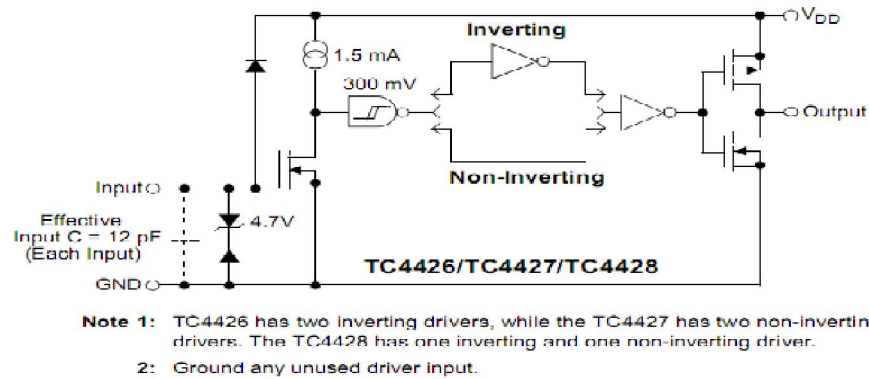 VDD
Inverting
1.5 mA
300 mV
Output
Non-Inverting
Input
4.7V
Effective
Input C = 12 pF
(Each Input)
TC4426/TC4427/TC4428
GND
Note 1: TC4426 has two inverting drivers, while the TC4427 has two non-invertin
drivers. The TC4428 has one inverting and one non-inverting driver.
2: Ground any unused driver input.